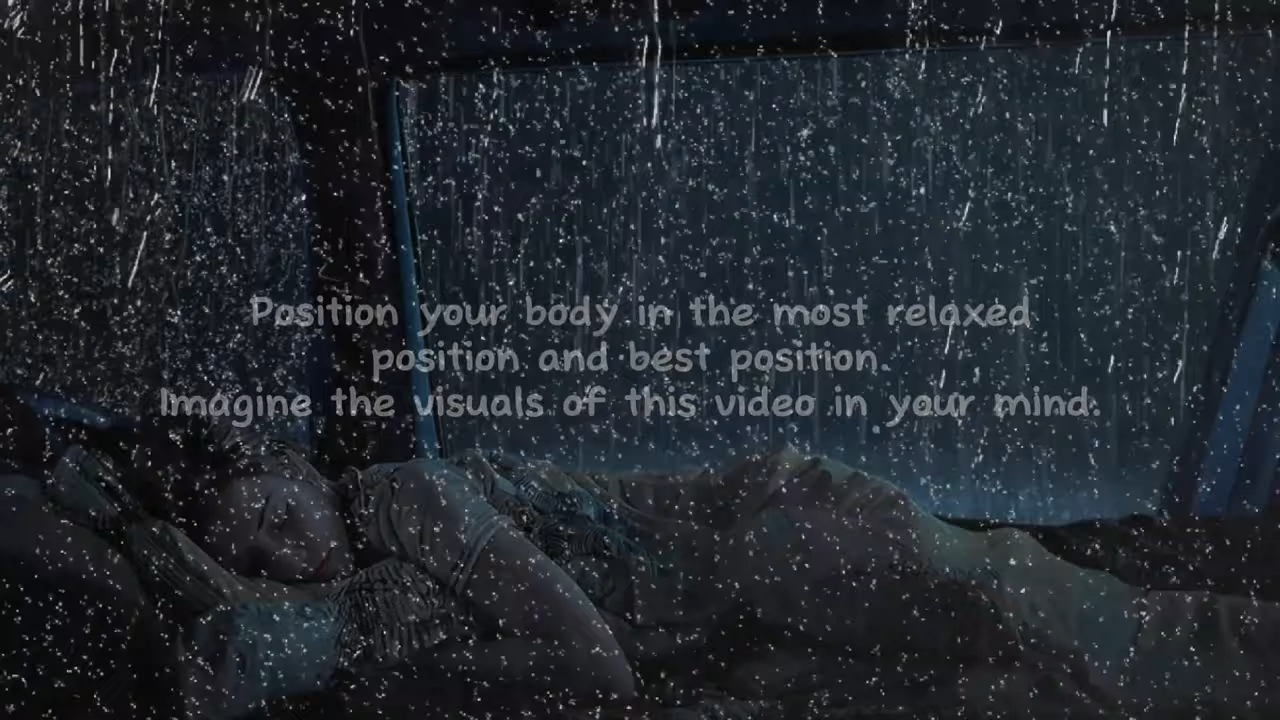 Position your body in the most relaxed
position and best position.
Imagine the visuals of this video in your mind.